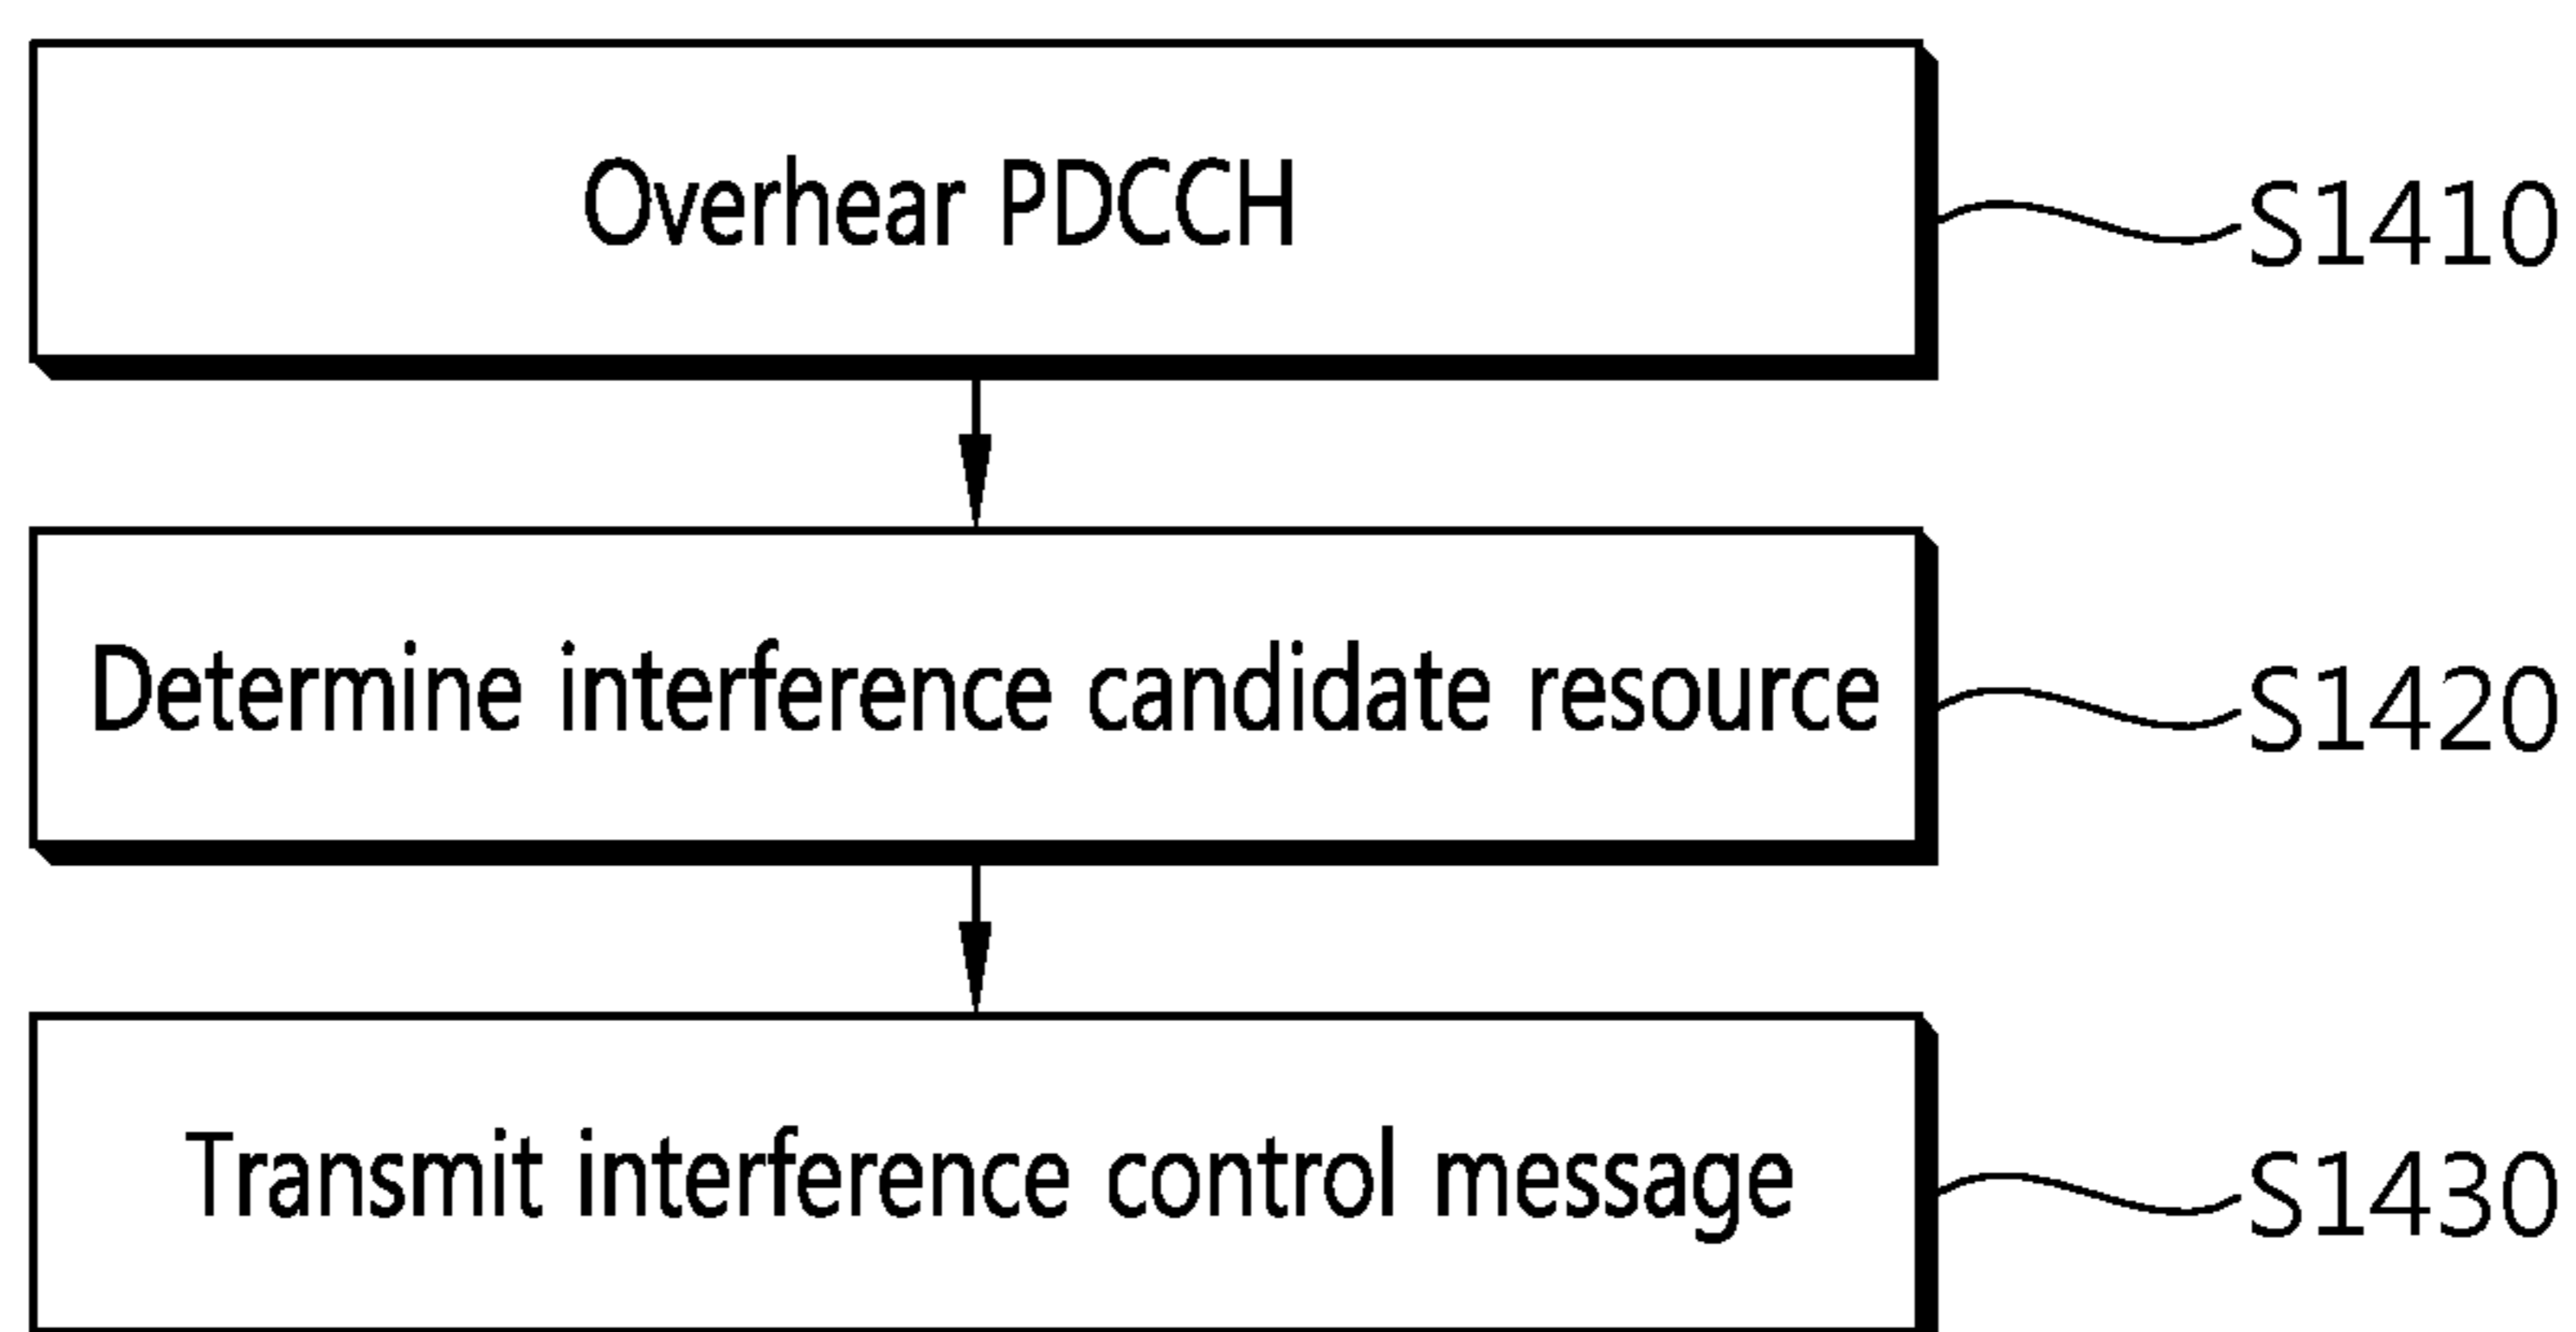 Overhear PDCCH
S1410
Determine interference candidate resource
S1420
Transmit interference control message
S1430